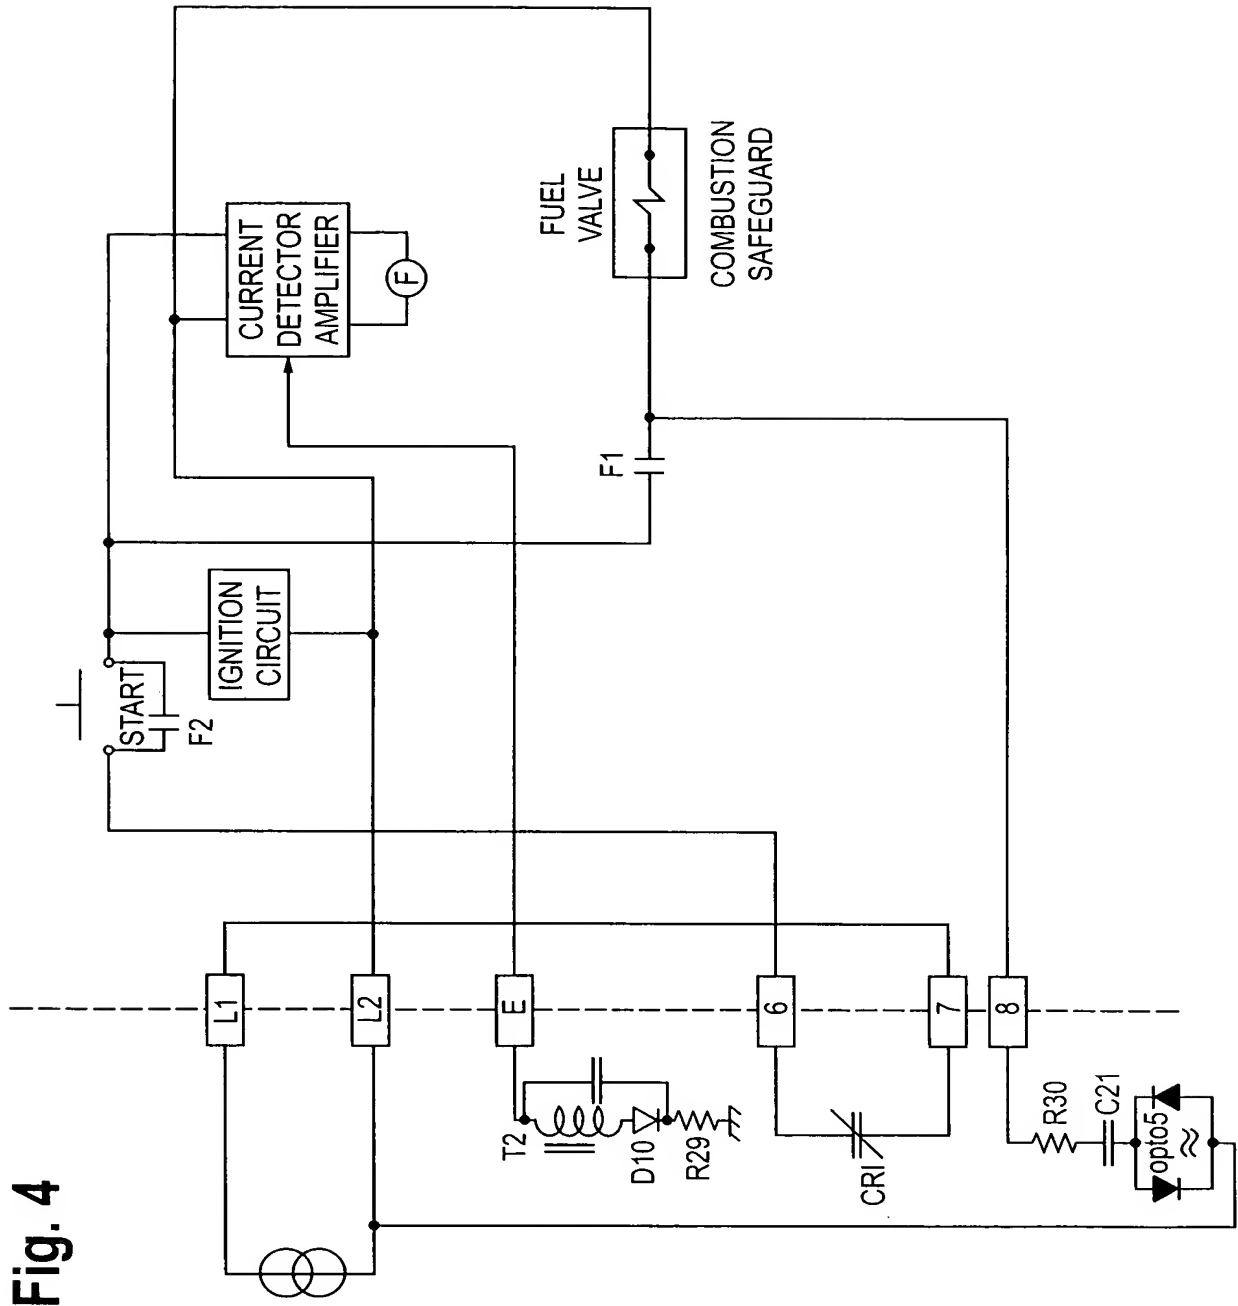 Fig. 4
START
F2
IGNITION
CIRCUIT
CURRENT
DETECTOR
AMPLIFIER
F
FUEL
VALVE
COMBUSTION
SAFEGUARD
F1
L1
L2
E
6
7
8
T2
D10
R29
CRI
R30
C21
opto5